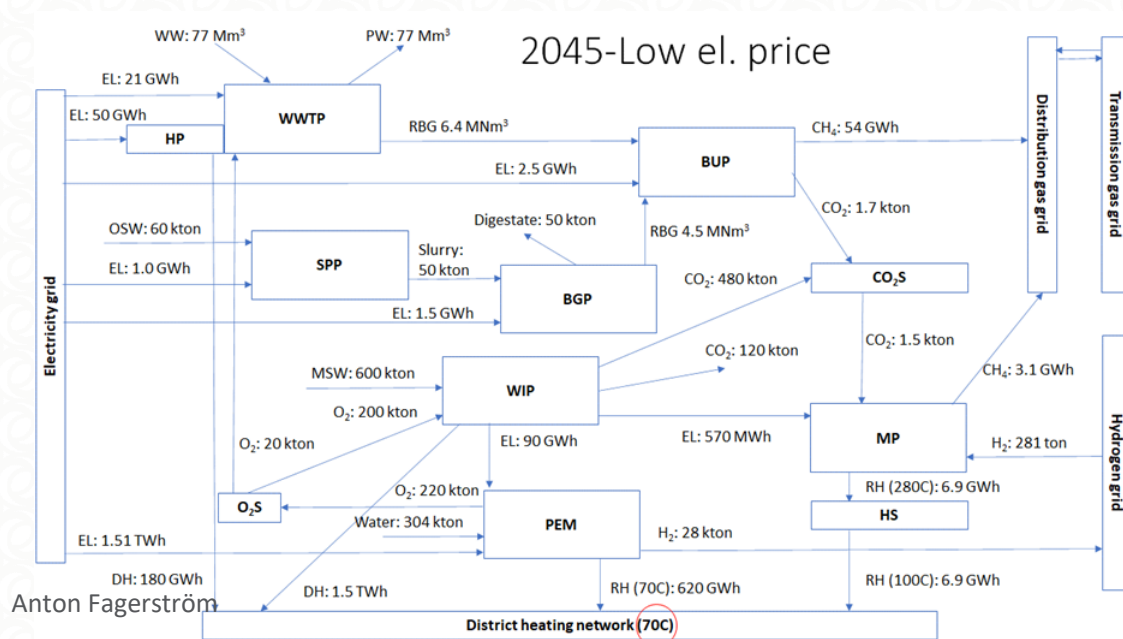 2045-Low el. price
WW: 77 Mm³
PW: 77 Mm³
EL: 21 GWh
EL: 50 GWh
HP
WWTP
RBG 6.4 MNm³
BUP
CH₄: 54 GWh
Distribution gas grid
Transmission gas grid
EL: 2.5 GWh
OSW: 60 kton
EL: 1.0 GWh
SPP
Slurry:
50 kton
Digestate: 50 kton
RBG 4.5 MNm³
CO₂: 1.7 kton
BGP
EL: 1.5 GWh
CO₂: 480 kton
CO₂S
Electricity grid
MSW: 600 kton
WIP
CO₂: 120 kton
CO₂: 1.5 kton
CH₄: 3.1 GWh
O₂: 200 kton
O₂: 20 kton
EL: 90 GWh
EL: 570 MWh
MP
H₂: 281 ton
Hydrogen grid
O₂S
O₂: 220 kton
Water: 304 kton
PEM
RH (280C): 6.9 GWh
HS
H₂: 28 kton
EL: 1.51 TWh
DH: 180 GWh
DH: 1.5 TWh
RH (70C): 620 GWh
RH (100C): 6.9 GWh
Anton Fagerström
District heating network (70C)